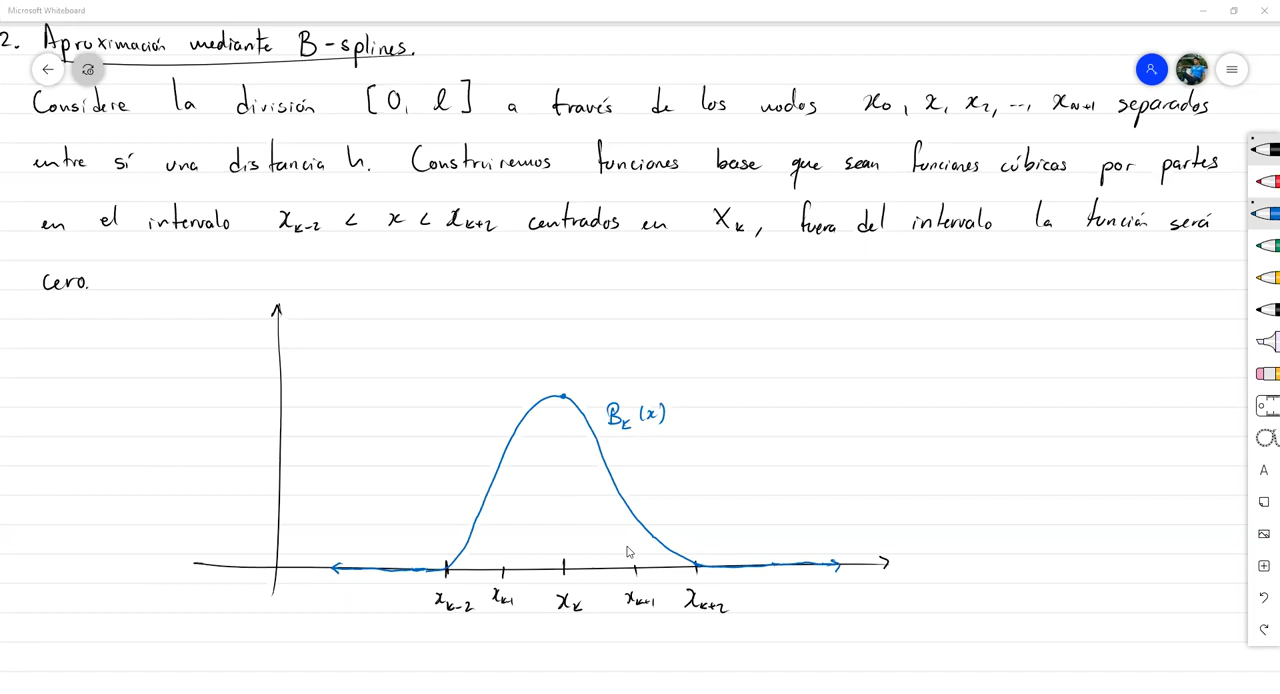 Microsoft Whiteboard
2. Aproximación mediante B-splines.
Considere la división [0, l] a través de los nodos x₀, x, x₂, ..., xₙ₊₁ separados
entre sí una distancia h. Construiremos funciones base que sean funciones cúbicas por partes
en el intervalo xₖ₋₂ < x < xₖ₊₂ centrados en Xₖ, fuera del intervalo la función será
cero.
Bₖ(x)
xₖ₋₂ xₖ₋₁ xₖ xₖ₊₁ xₖ₊₂
A